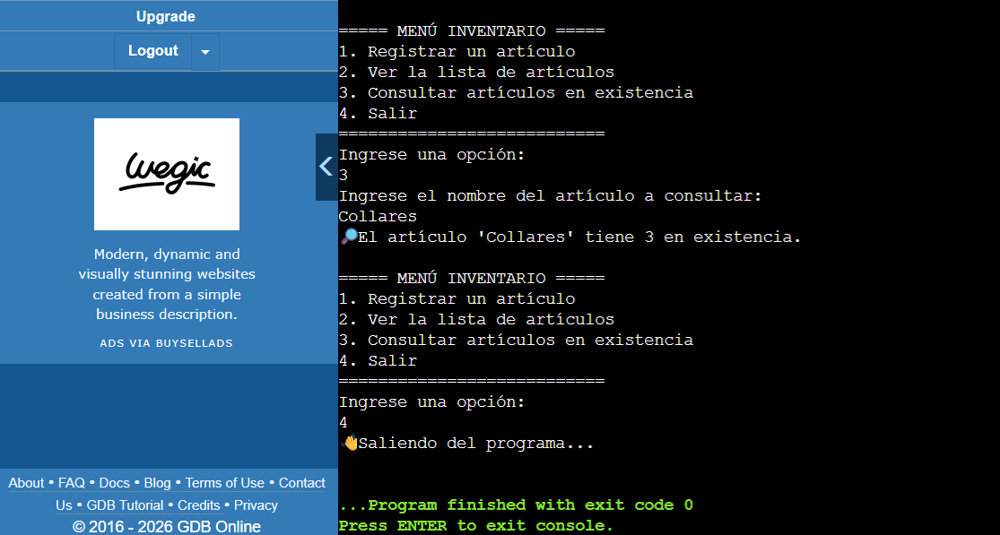 Upgrade
Logout
wegic
Modern, dynamic and
visually stunning websites
created from a simple
business description.
ADS VIA BUYSELLADS
About • FAQ • Docs • Blog • Terms of Use • Contact
Us • GDB Tutorial • Credits • Privacy
© 2016 - 2026 GDB Online
===== MENÚ INVENTARIO =====
1. Registrar un artículo
2. Ver la lista de artículos
3. Consultar artículos en existencia
4. Salir
===========================
Ingrese una opción:
3
Ingrese el nombre del artículo a consultar:
Collares
🔎El artículo 'Collares' tiene 3 en existencia.
===== MENÚ INVENTARIO =====
1. Registrar un artículo
2. Ver la lista de artículos
3. Consultar artículos en existencia
4. Salir
===========================
Ingrese una opción:
4
👋Saliendo del programa...
...Program finished with exit code 0
Press ENTER to exit console.